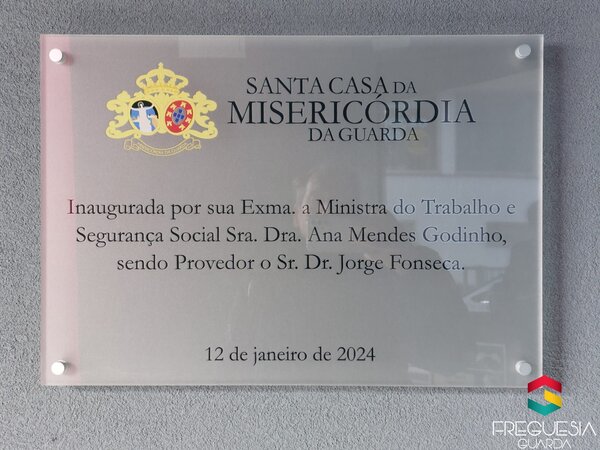 SANTA CASA DA
MISERICÓRDIA
DA GUARDA
Inaugurada por sua Exma. a Ministra do Trabalho e
Segurança Social Sra. Dra. Ana Mendes Godinho,
sendo Provedor o Sr. Dr. Jorge Fonseca.
12 de janeiro de 2024
FREGUESIA
GUARDA